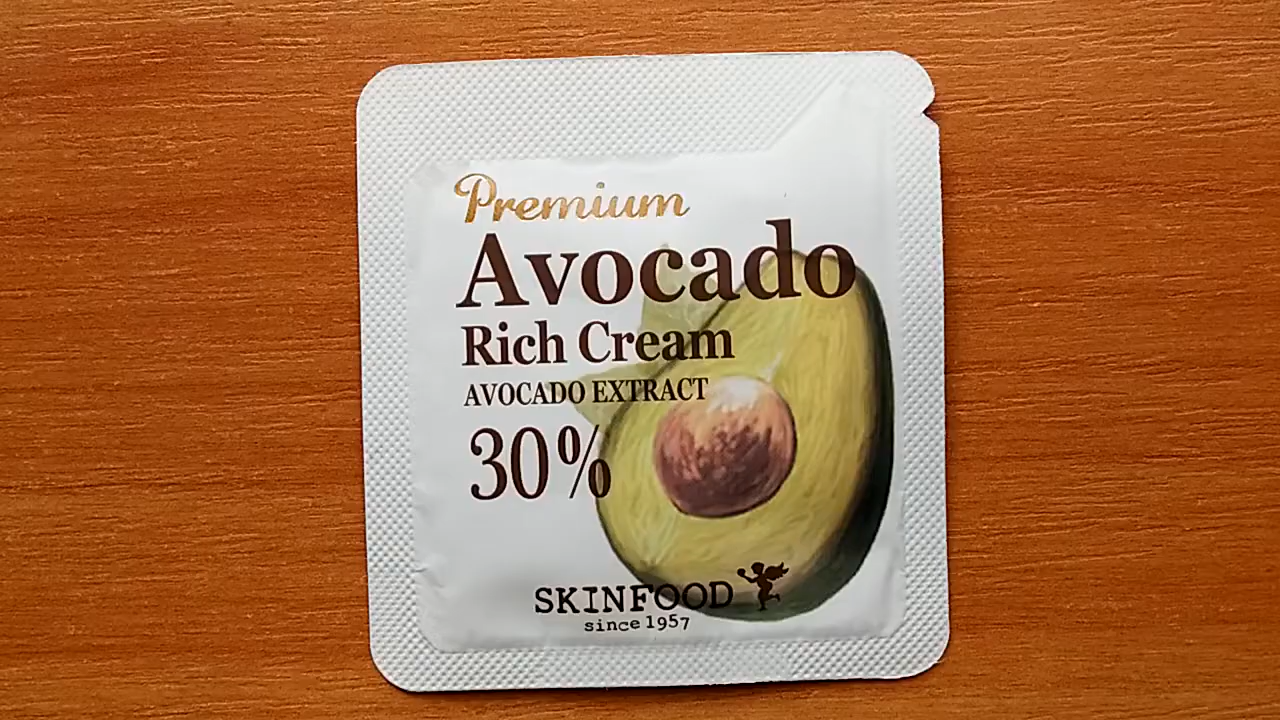 Premium
Avocado
Rich Cream
AVOCADO EXTRACT
30%
SKINFOOD
since 1957